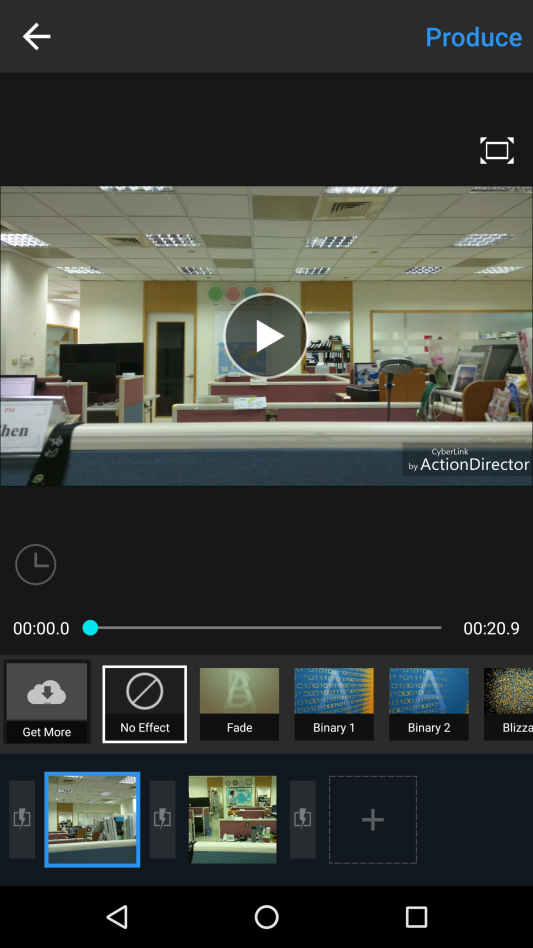 Produce
hen
CyberLink
by ActionDirector
00:00.0
00:20.9
Get More
No Effect
Fade
Binary 1
Binary 2
Blizza